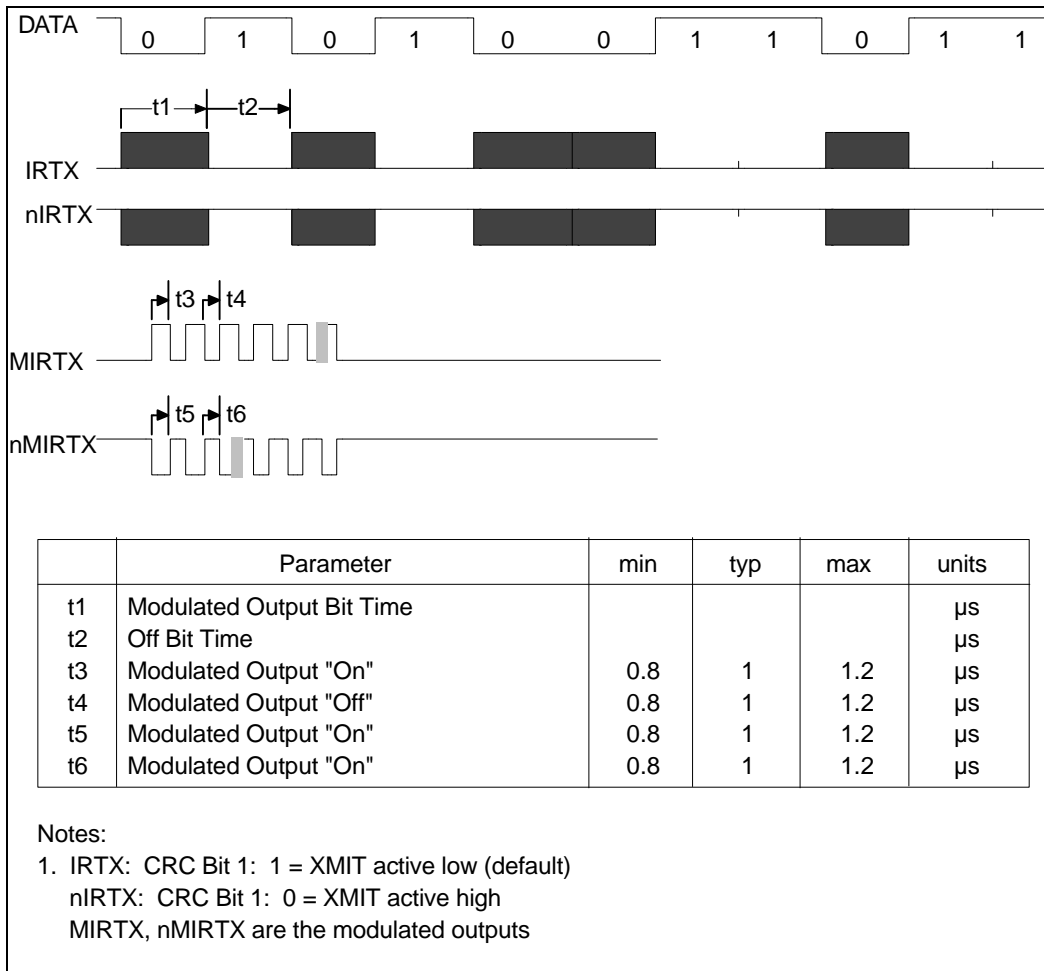 DATA 0 1 0 1 0 0 1 1 0 1 1
t1 t2
IRTX
nIRTX
t3 t4
MIRTX
t5 t6
nMIRTX
Parameter min typ max units
t1 Modulated Output Bit Time µs
t2 Off Bit Time µs
t3 Modulated Output "On" 0.8 1 1.2 µs
t4 Modulated Output "Off" 0.8 1 1.2 µs
t5 Modulated Output "On" 0.8 1 1.2 µs
t6 Modulated Output "On" 0.8 1 1.2 µs
Notes:
1. IRTX: CRC Bit 1: 1 = XMIT active low (default)
nIRTX: CRC Bit 1: 0 = XMIT active high
MIRTX, nMIRTX are the modulated outputs